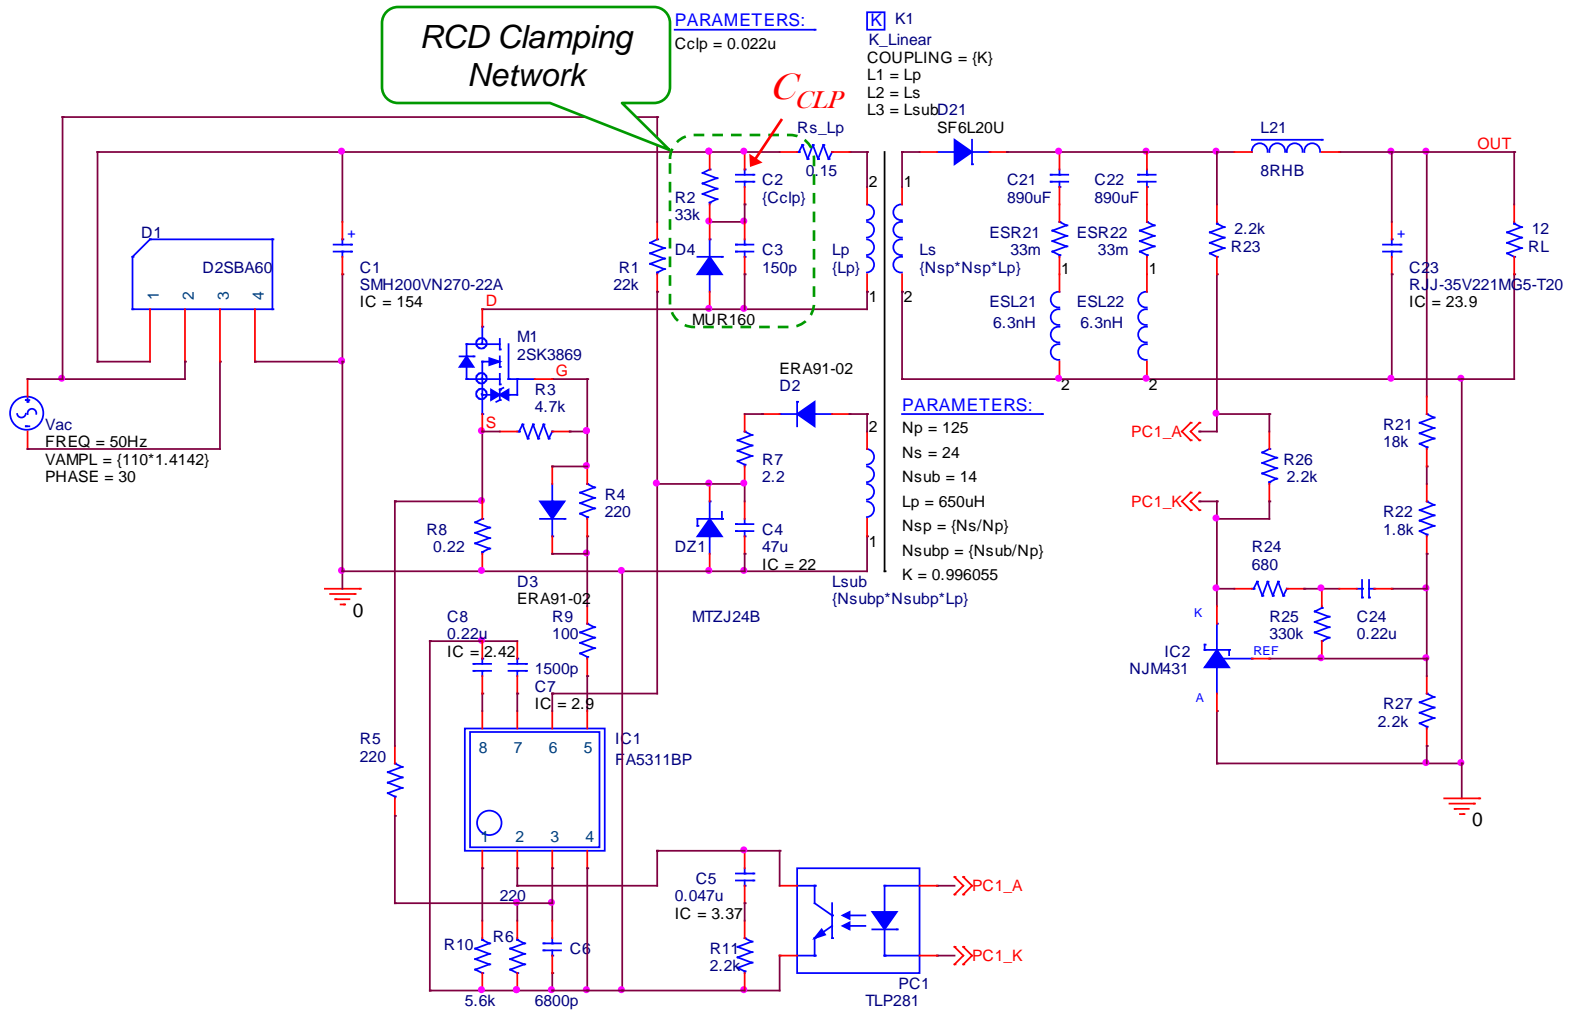 RCD Clamping
Network
PARAMETERS:
Cclp = 0.022u
K K1
K_Linear
COUPLING = {K}
L1 = Lp
L2 = Ls
L3 = Lsub
CCLP
D21
SF6L20U
Rs_Lp
0.15
L21
8RHB
OUT
R2
33k
C2
{Cclp}
2
1
C21
890uF
C22
890uF
D1
D2SBA60
1 2 3 4
+
C1
SMH200VN270-22A
IC = 154
R1
22k
D4
C3
150p
MUR160
Lp
{Lp}
1
Ls
{Nsp*Nsp*Lp}
2
ESR21
33m
ESR22
33m
1
1
ESL21
6.3nH
ESL22
6.3nH
2
2
2.2k
R23
+
C23
RJJ-35V221MG5-T20
IC = 23.9
12
RL
D
M1
2SK3869
G
S
R3
4.7k
ERA91-02
D2
Vac
FREQ = 50Hz
VAMPL = {110*1.4142}
PHASE = 30
R7
2.2
2
1
PARAMETERS:
Np = 125
Ns = 24
Nsub = 14
Lp = 650uH
Nsp = {Ns/Np}
Nsubp = {Nsub/Np}
K = 0.996055
PC1_A
PC1_K
R26
2.2k
R21
18k
R22
1.8k
R8
0.22
R4
220
DZ1
C4
47u
IC = 22
0
D3
ERA91-02
MTZJ24B
Lsub
{Nsubp*Nsubp*Lp}
R24
680
R25
330k
C24
0.22u
K
IC2
NJM431
REF
A
R27
2.2k
0
C8
0.22u
IC = 2.42
R9
100
1500p
C7
IC = 2.9
R5
220
8 7 6 5
IC1
FA5311BP
1 2 3 4
220
C5
0.047u
IC = 3.37
PC1_A
R10
5.6k
R6
C6
6800p
R11
2.2k
PC1_K
PC1
TLP281